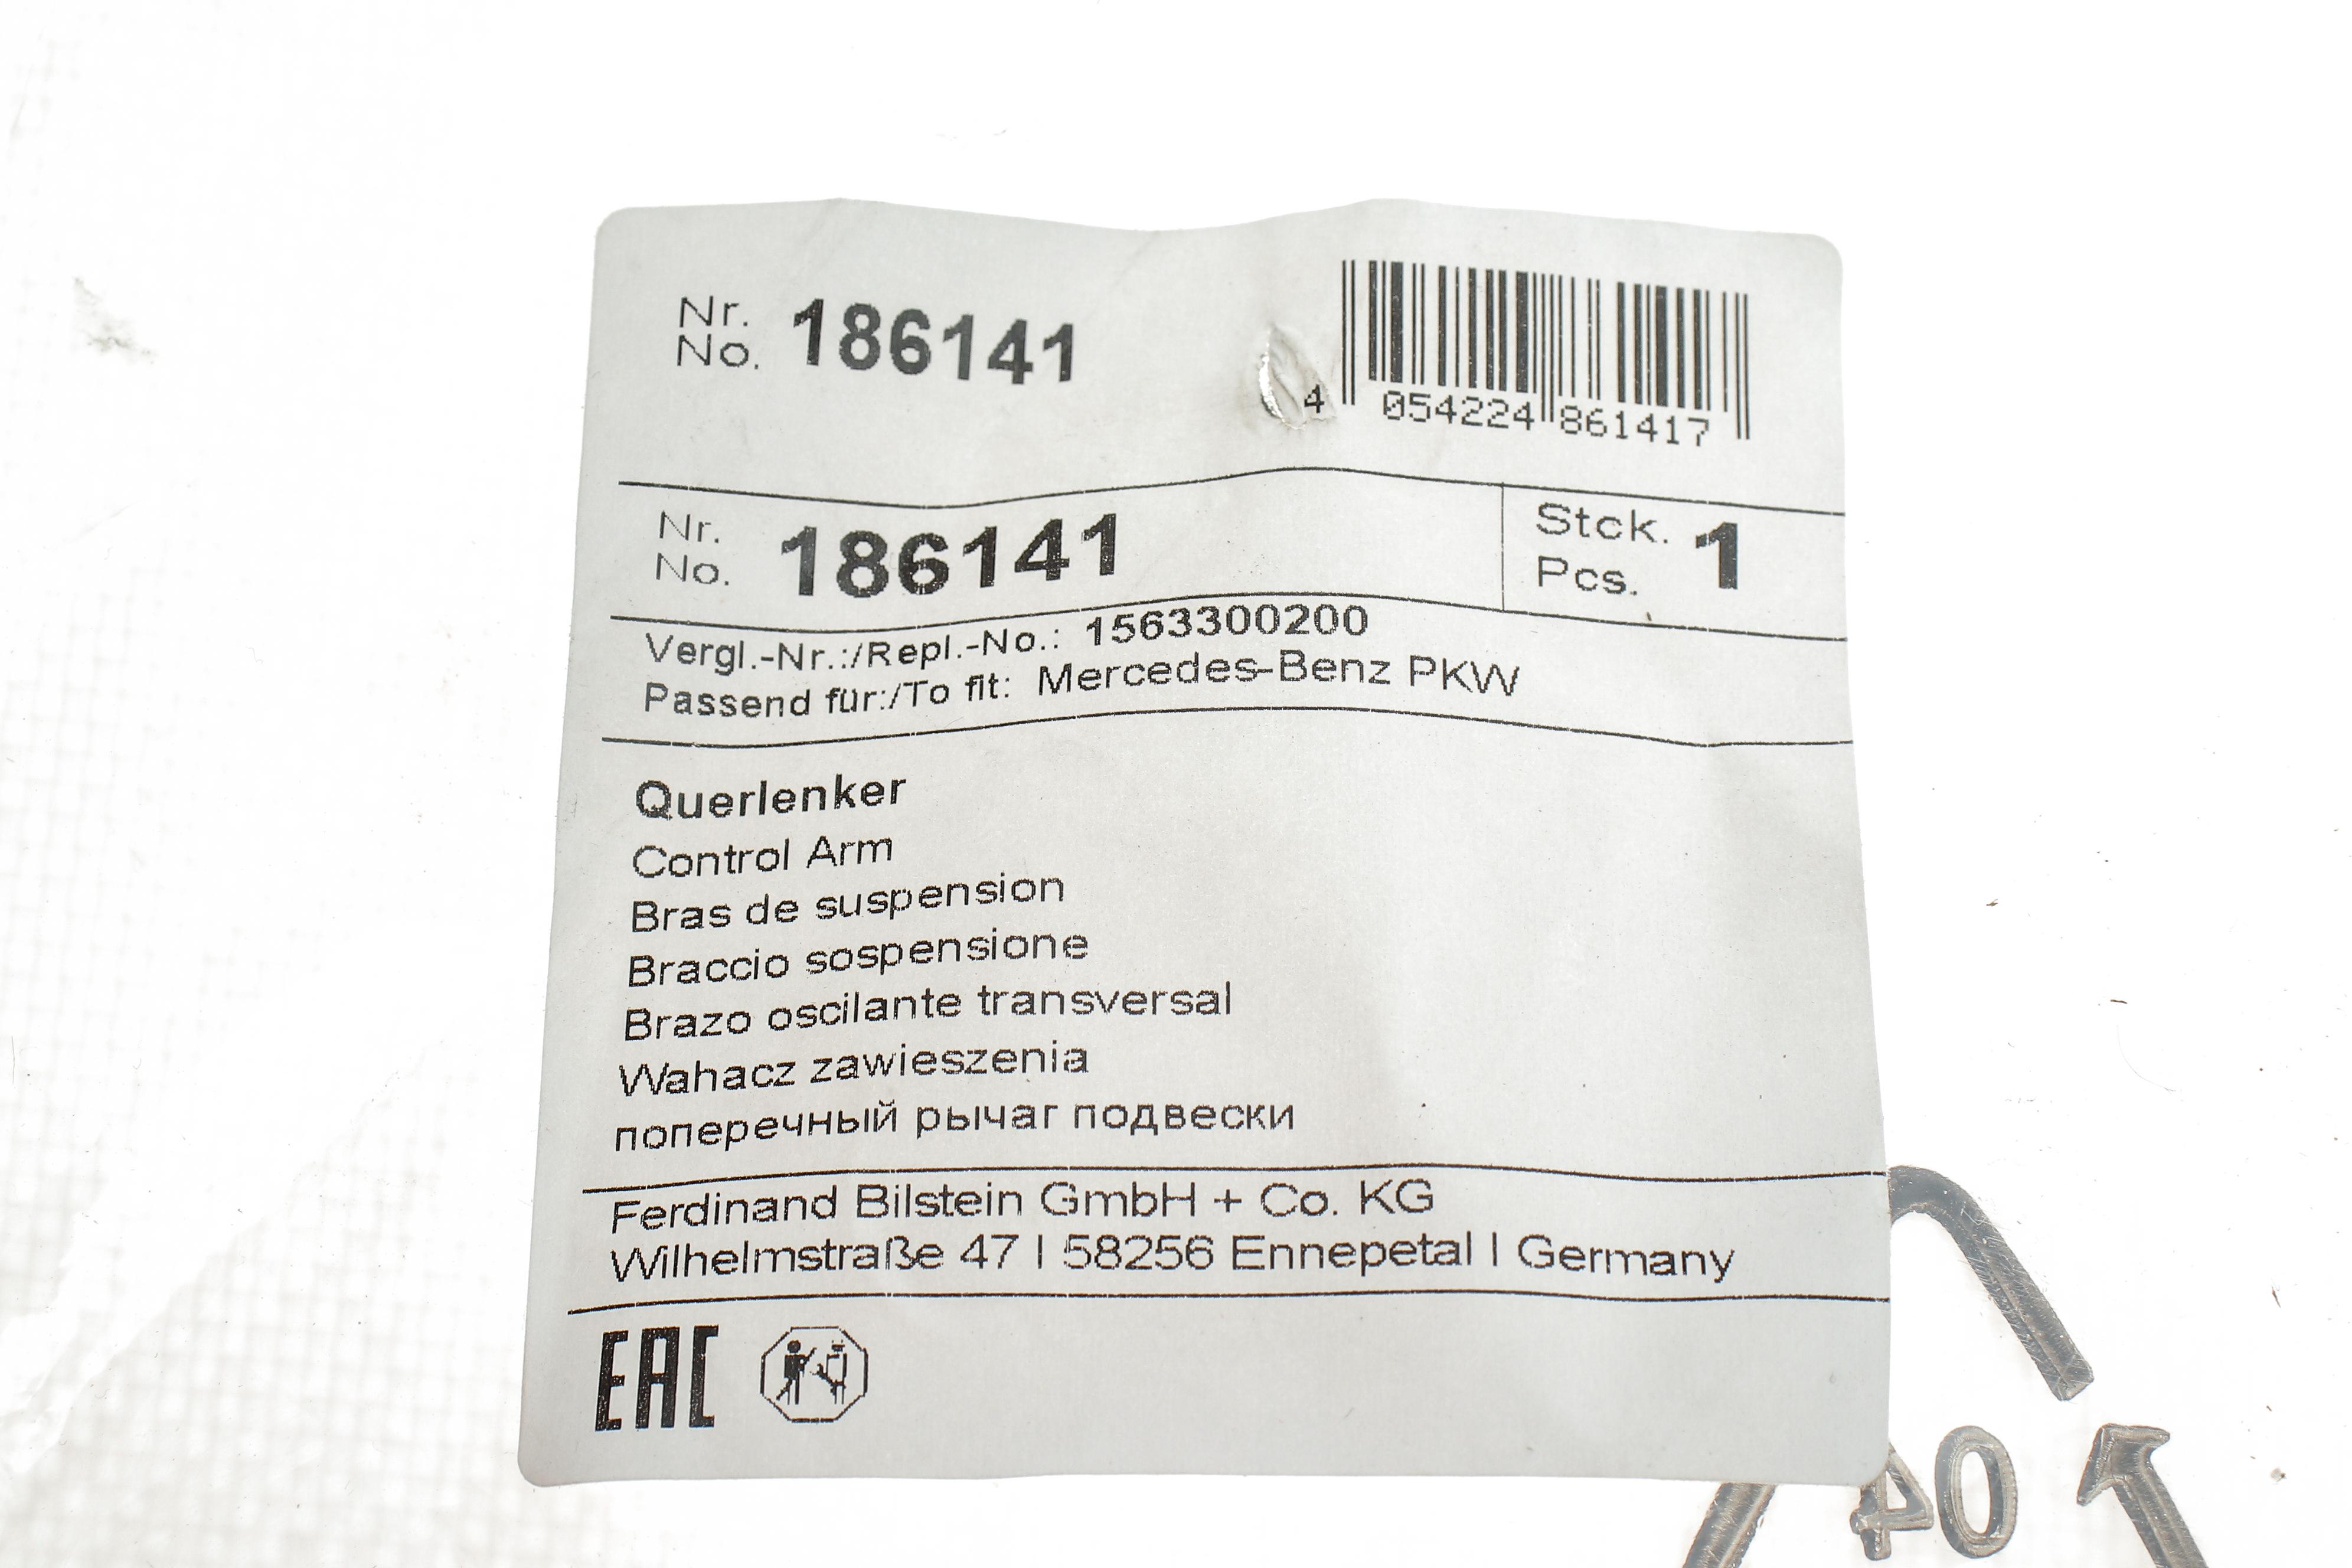 Nr.
No. 186141
4 054224 861417
Nr.
No. 186141
Stck.
Pcs. 1
Vergl.-Nr.:/Repl.-No.: 1563300200
Passend für:/To fit: Mercedes-Benz PKW
Querlenker
Control Arm
Bras de suspension
Braccio sospensione
Brazo oscilante transversal
Wahacz zawieszenia
поперечный рычаг подвески
Ferdinand Bilstein GmbH + Co. KG
Wilhelmstraße 47 | 58256 Ennepetal | Germany
EAC
04